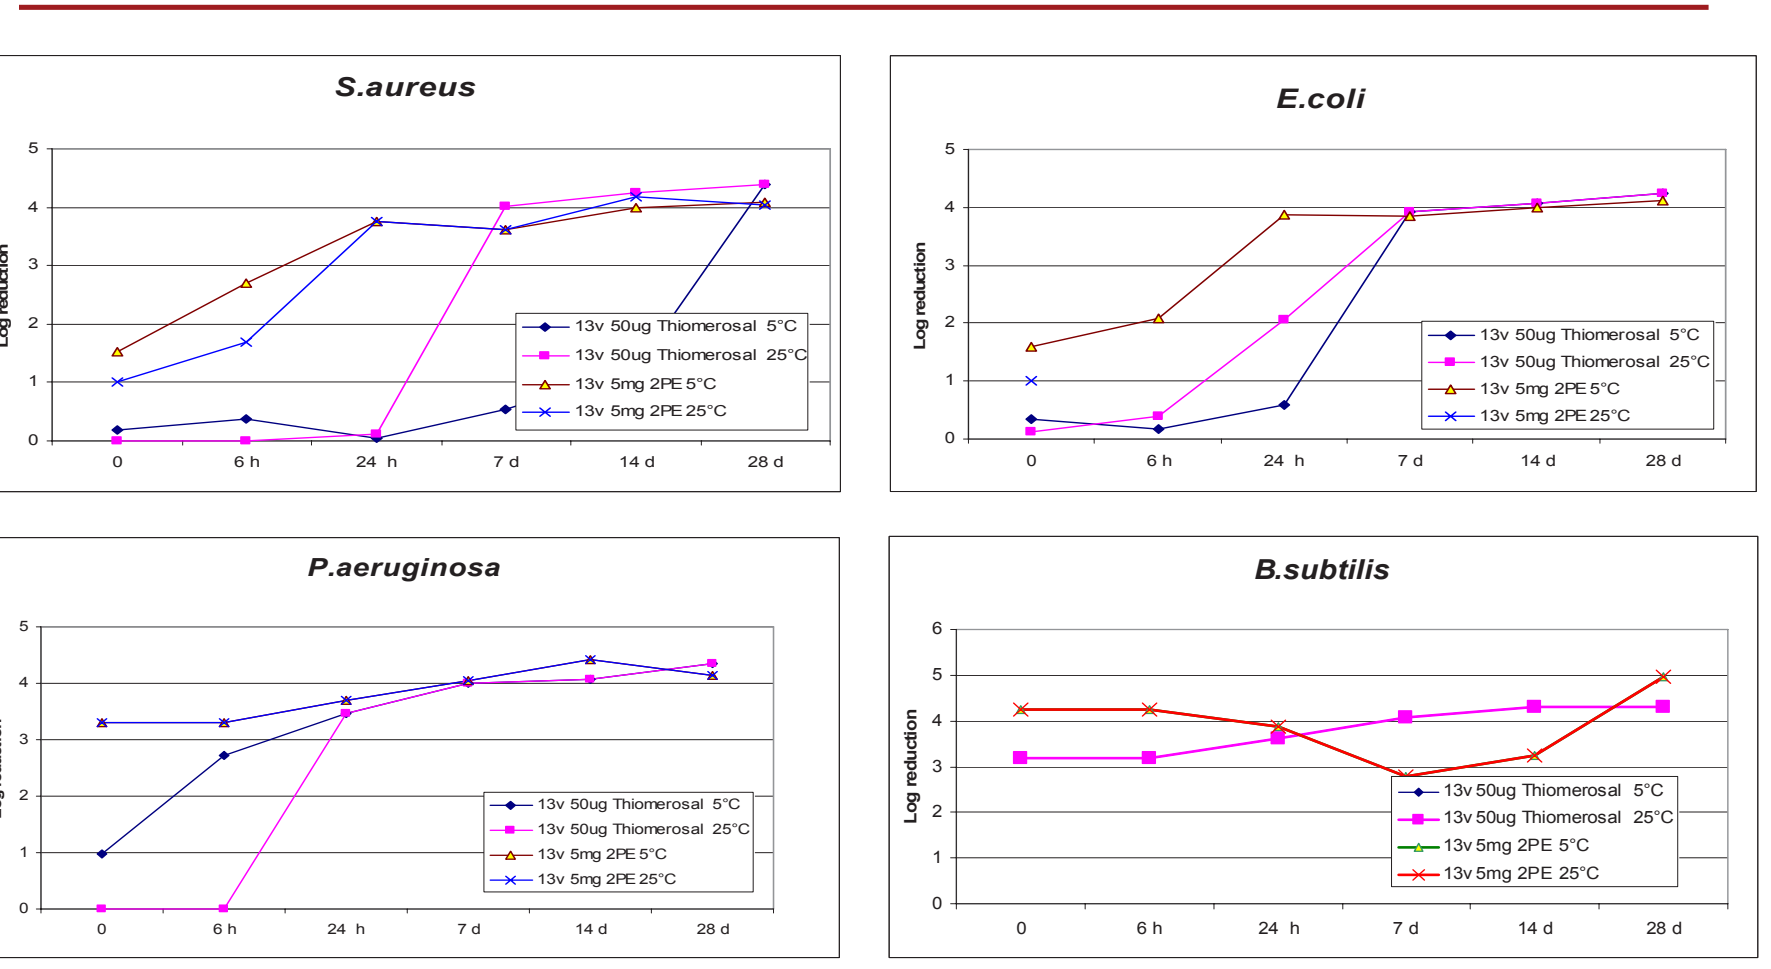 S.aureus
5
4
3
2
1
0
Log reduction
0 6 h 24 h 7 d 14 d 28 d
13v 50ug Thiomerosal 5°C
13v 50ug Thiomerosal 25°C
13v 5mg 2PE 5°C
13v 5mg 2PE 25°C
E.coli
5
4
3
2
1
0
Log reduction
0 6 h 24 h 7 d 14 d 28 d
13v 50ug Thiomerosal 5°C
13v 50ug Thiomerosal 25°C
13v 5mg 2PE 5°C
13v 5mg 2PE 25°C
P.aeruginosa
5
4
3
2
1
0
Log reduction
0 6 h 24 h 7 d 14 d 28 d
13v 50ug Thiomerosal 5°C
13v 50ug Thiomerosal 25°C
13v 5mg 2PE 5°C
13v 5mg 2PE 25°C
B.subtilis
6
5
4
3
2
1
0
Log reduction
0 6 h 24 h 7 d 14 d 28 d
13v 50ug Thiomerosal 5°C
13v 50ug Thiomerosal 25°C
13v 5mg 2PE 5°C
13v 5mg 2PE 25°C